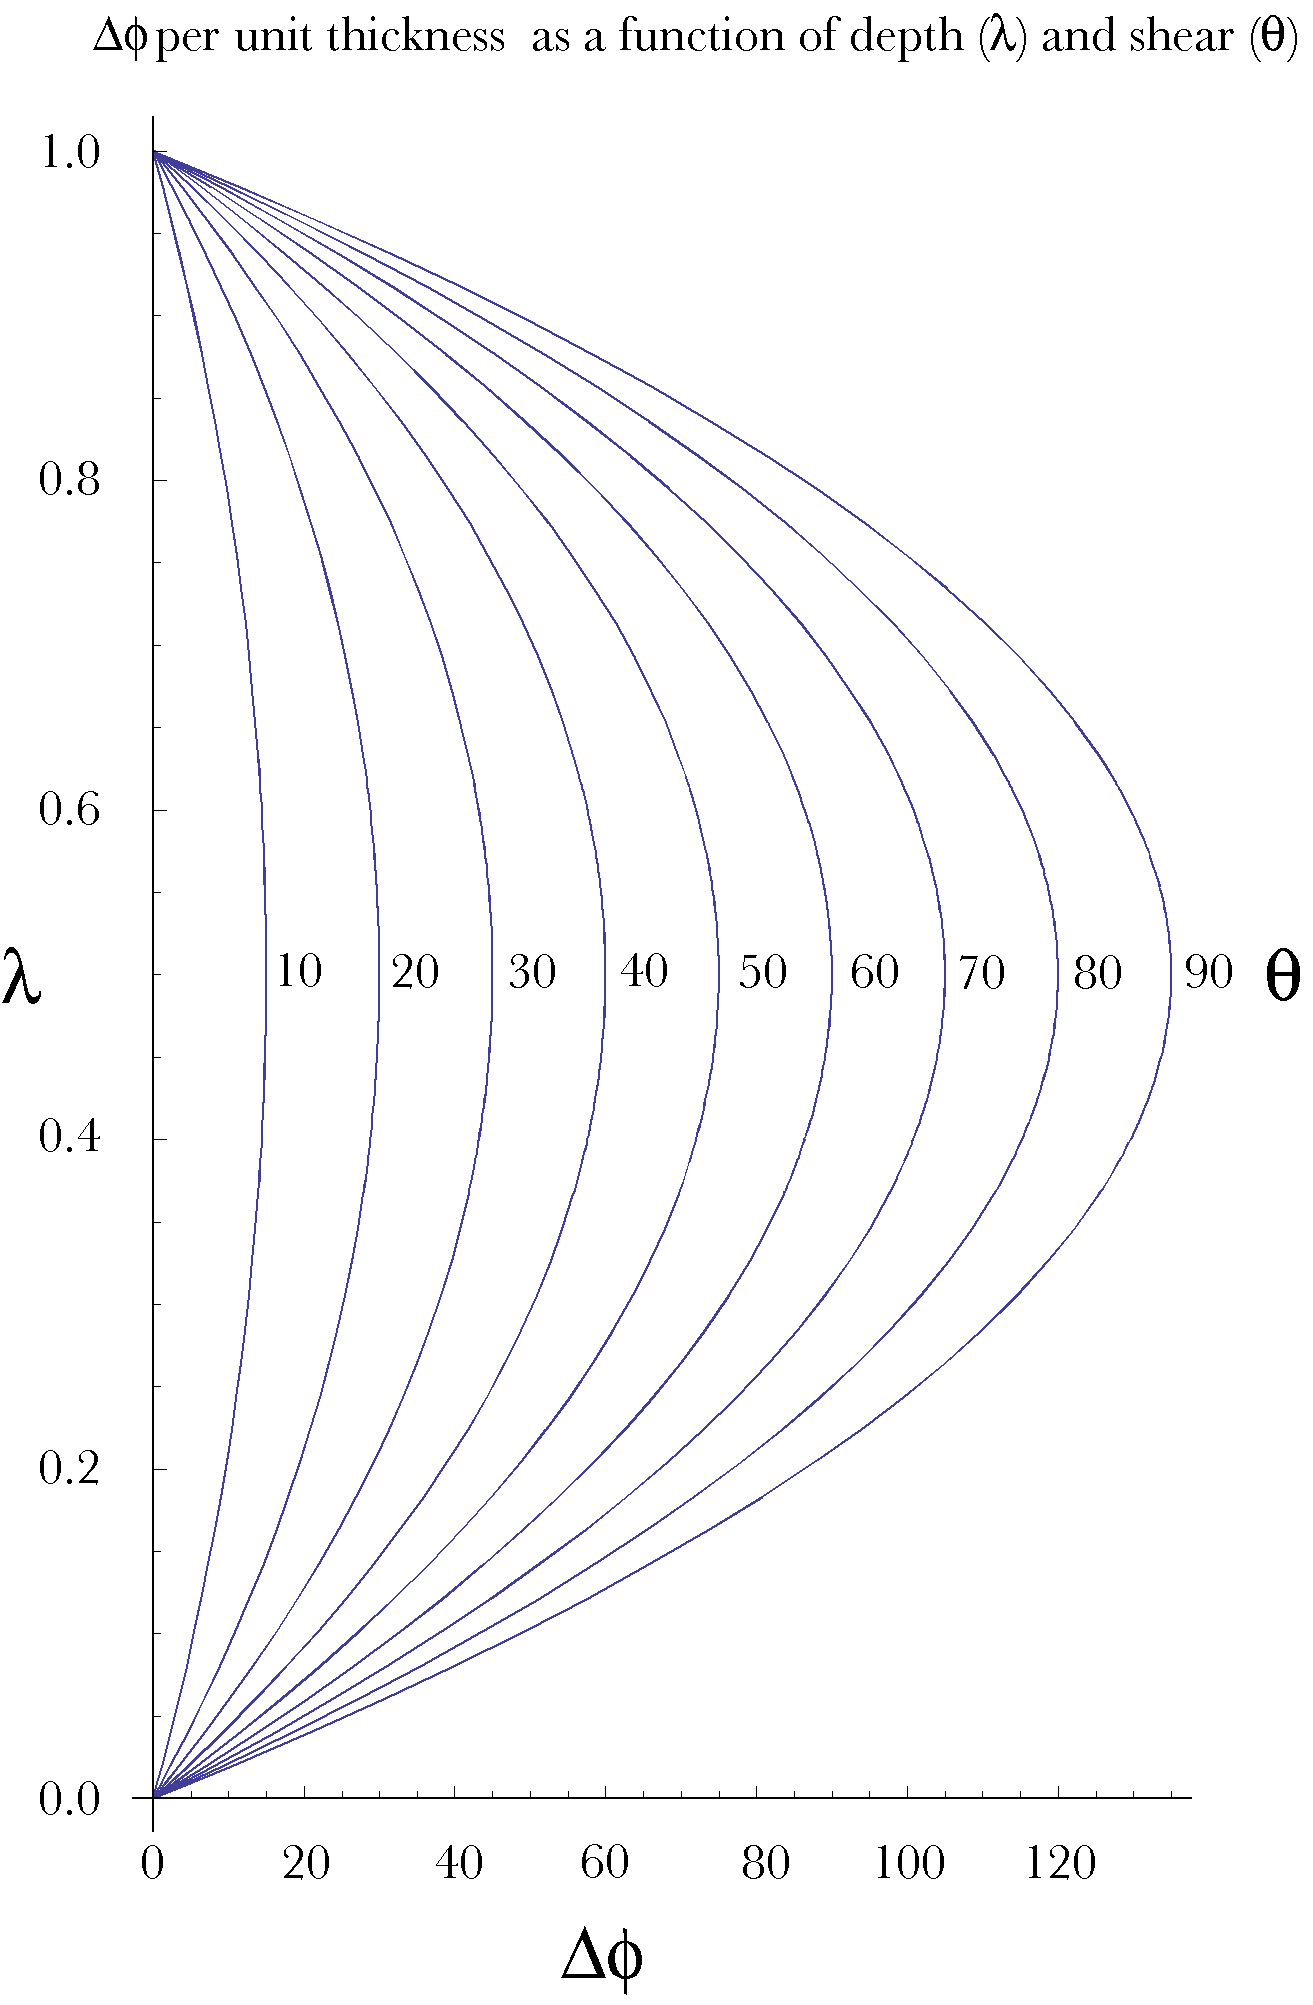 Δϕ per unit thickness as a function of depth (λ) and shear (θ)
1.0
0.8
0.6
λ 10 20 30 40 50 60 70 80 90 θ
0.4
0.2
0.0
0 20 40 60 80 100 120
Δϕ